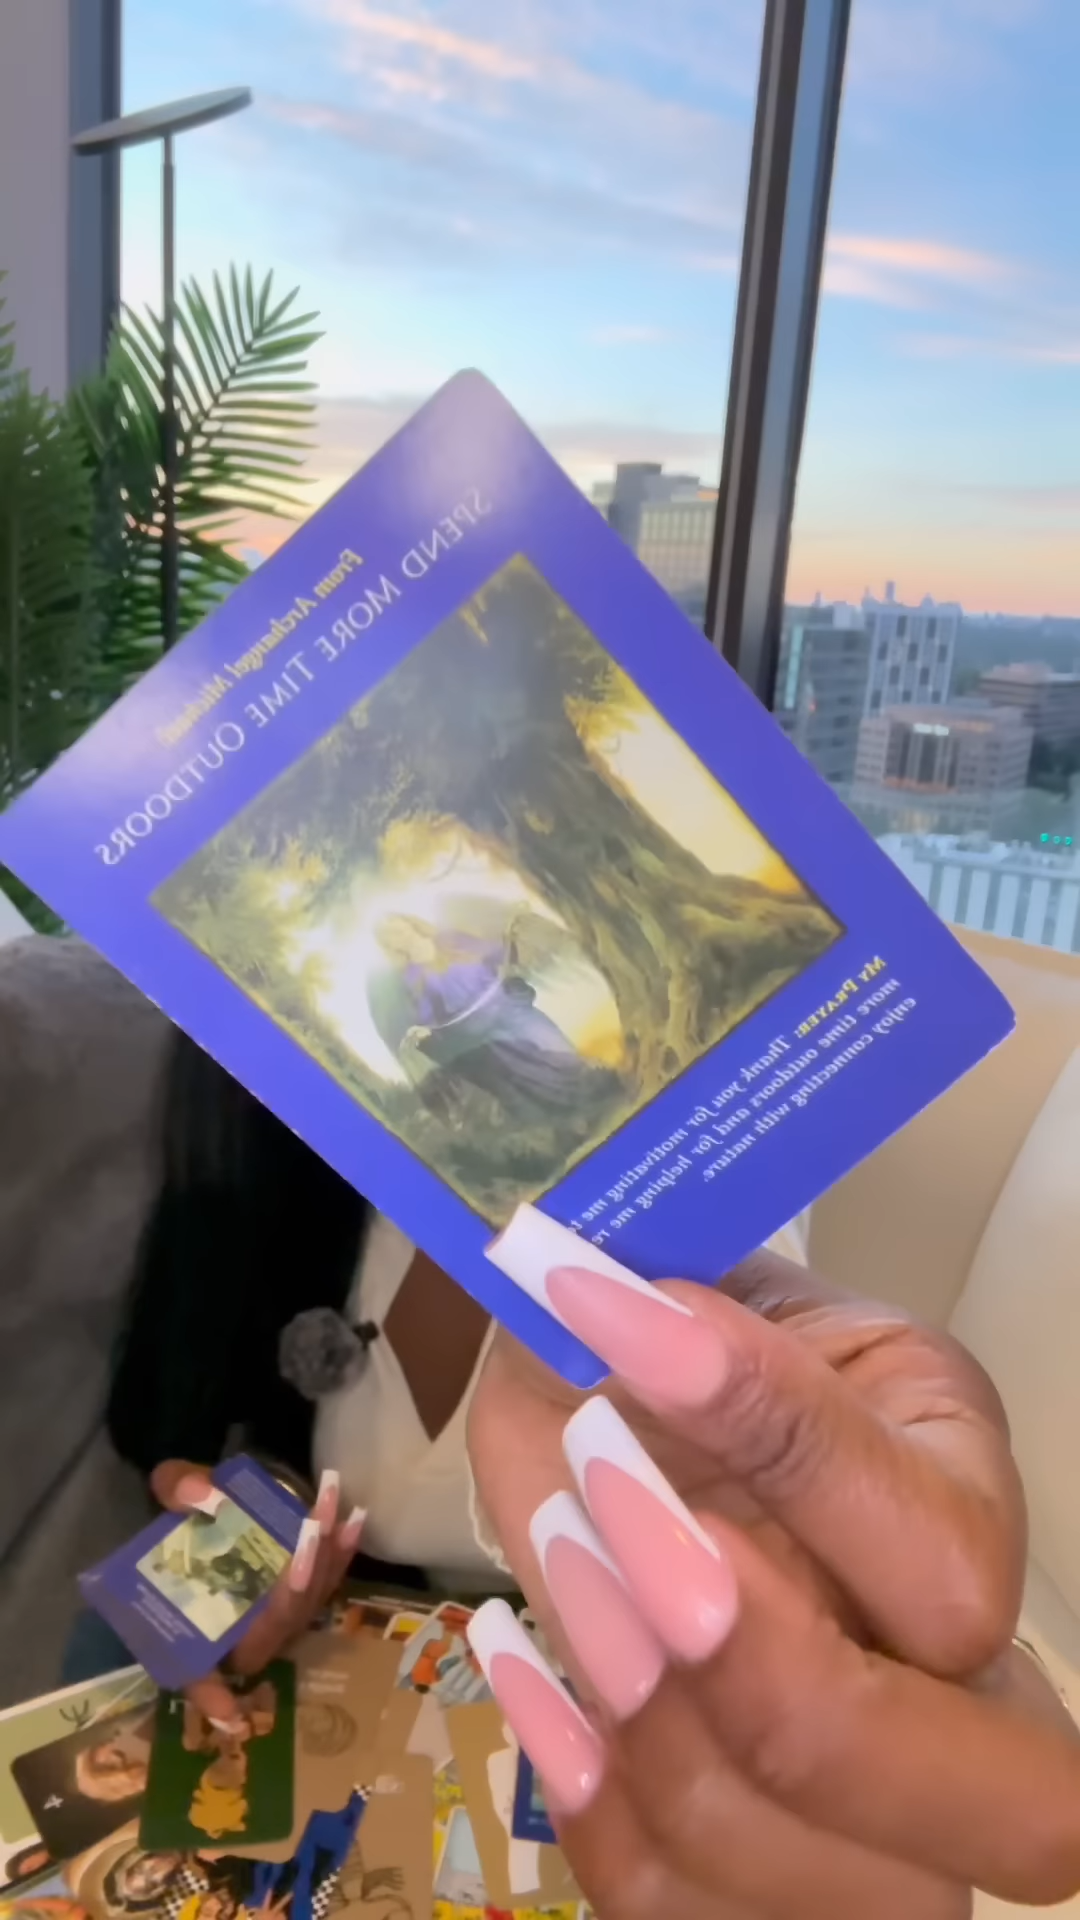 From Archangel Michael
SPEND MORE TIME OUTDOORS
MY PRAYER: Thank you for motivating me
more time outdoors and for helping me
enjoy connecting with nature.